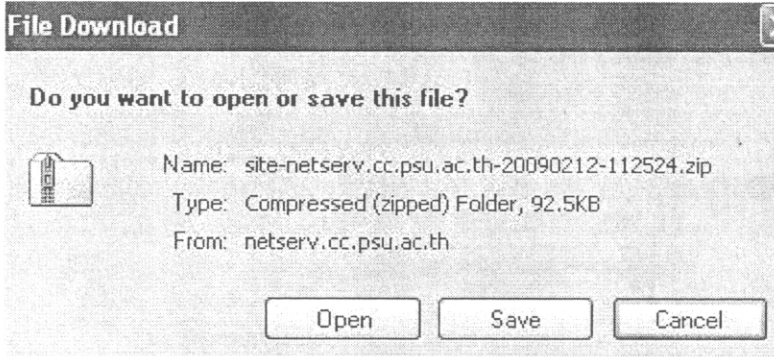 File Download
Do you want to open or save this file?
Name: site-netserv.cc.psu.ac.th-20090212-112524.zip
Type: Compressed (zipped) Folder, 92.5KB
From: netserv.cc.psu.ac.th
Open Save Cancel